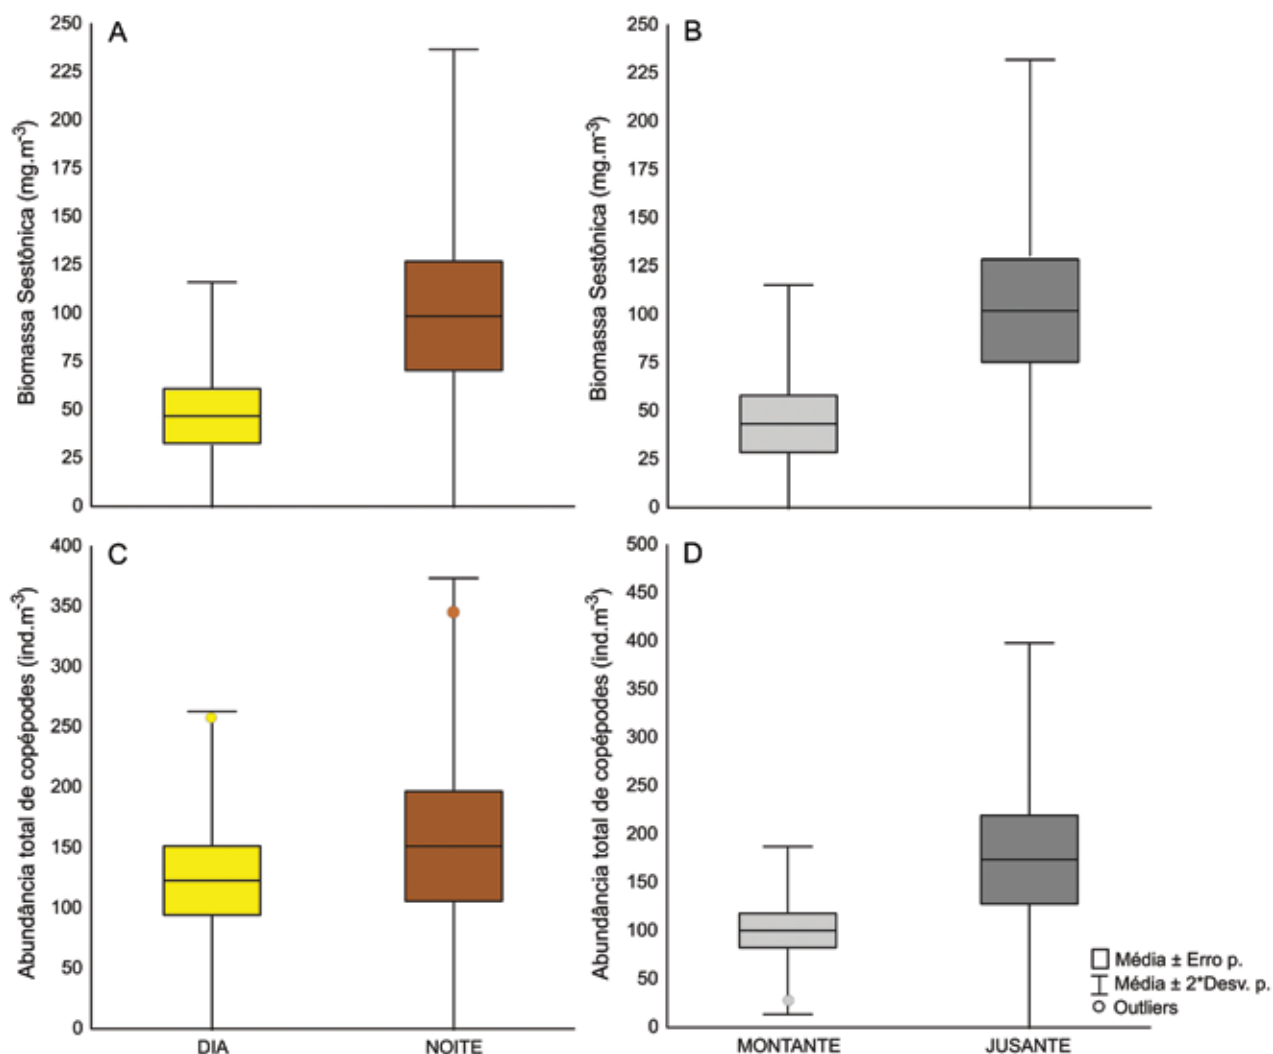 A
250
225
200
175
150
125
100
75
50
25
0
Biomassa Sestônica (mg.m⁻³)
B
250
225
200
175
150
125
100
75
50
25
0
Biomassa Sestônica (mg.m⁻³)
C
400
350
300
250
200
150
100
50
0
Abundância total de copépodes (ind.m⁻³)
DIA
NOITE
D
500
450
400
350
300
250
200
150
100
50
0
Abundância total de copépodes (ind.m⁻³)
MONTANTE
JUSANTE
Média ± Erro p.
Média ± 2*Desv. p.
Outliers